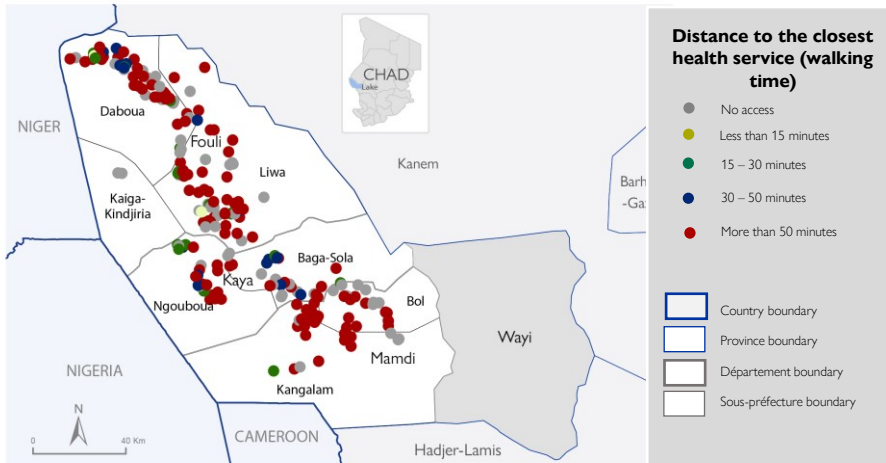 CHAD
Lake
NIGER
Daboua
Fouli
Liwa
Kanem
Kaiga-
Kindjiria
Barh
-Gaz
Baga-Sola
Kaya
Bol
Ngouboua
Wayi
Mamdi
NIGERIA
Kangalam
N
0
40 Km
CAMEROON
Hadjer-Lamis
Distance to the closest
health service (walking
time)
No access
Less than 15 minutes
15 – 30 minutes
30 – 50 minutes
More than 50 minutes
Country boundary
Province boundary
Département boundary
Sous-préfecture boundary